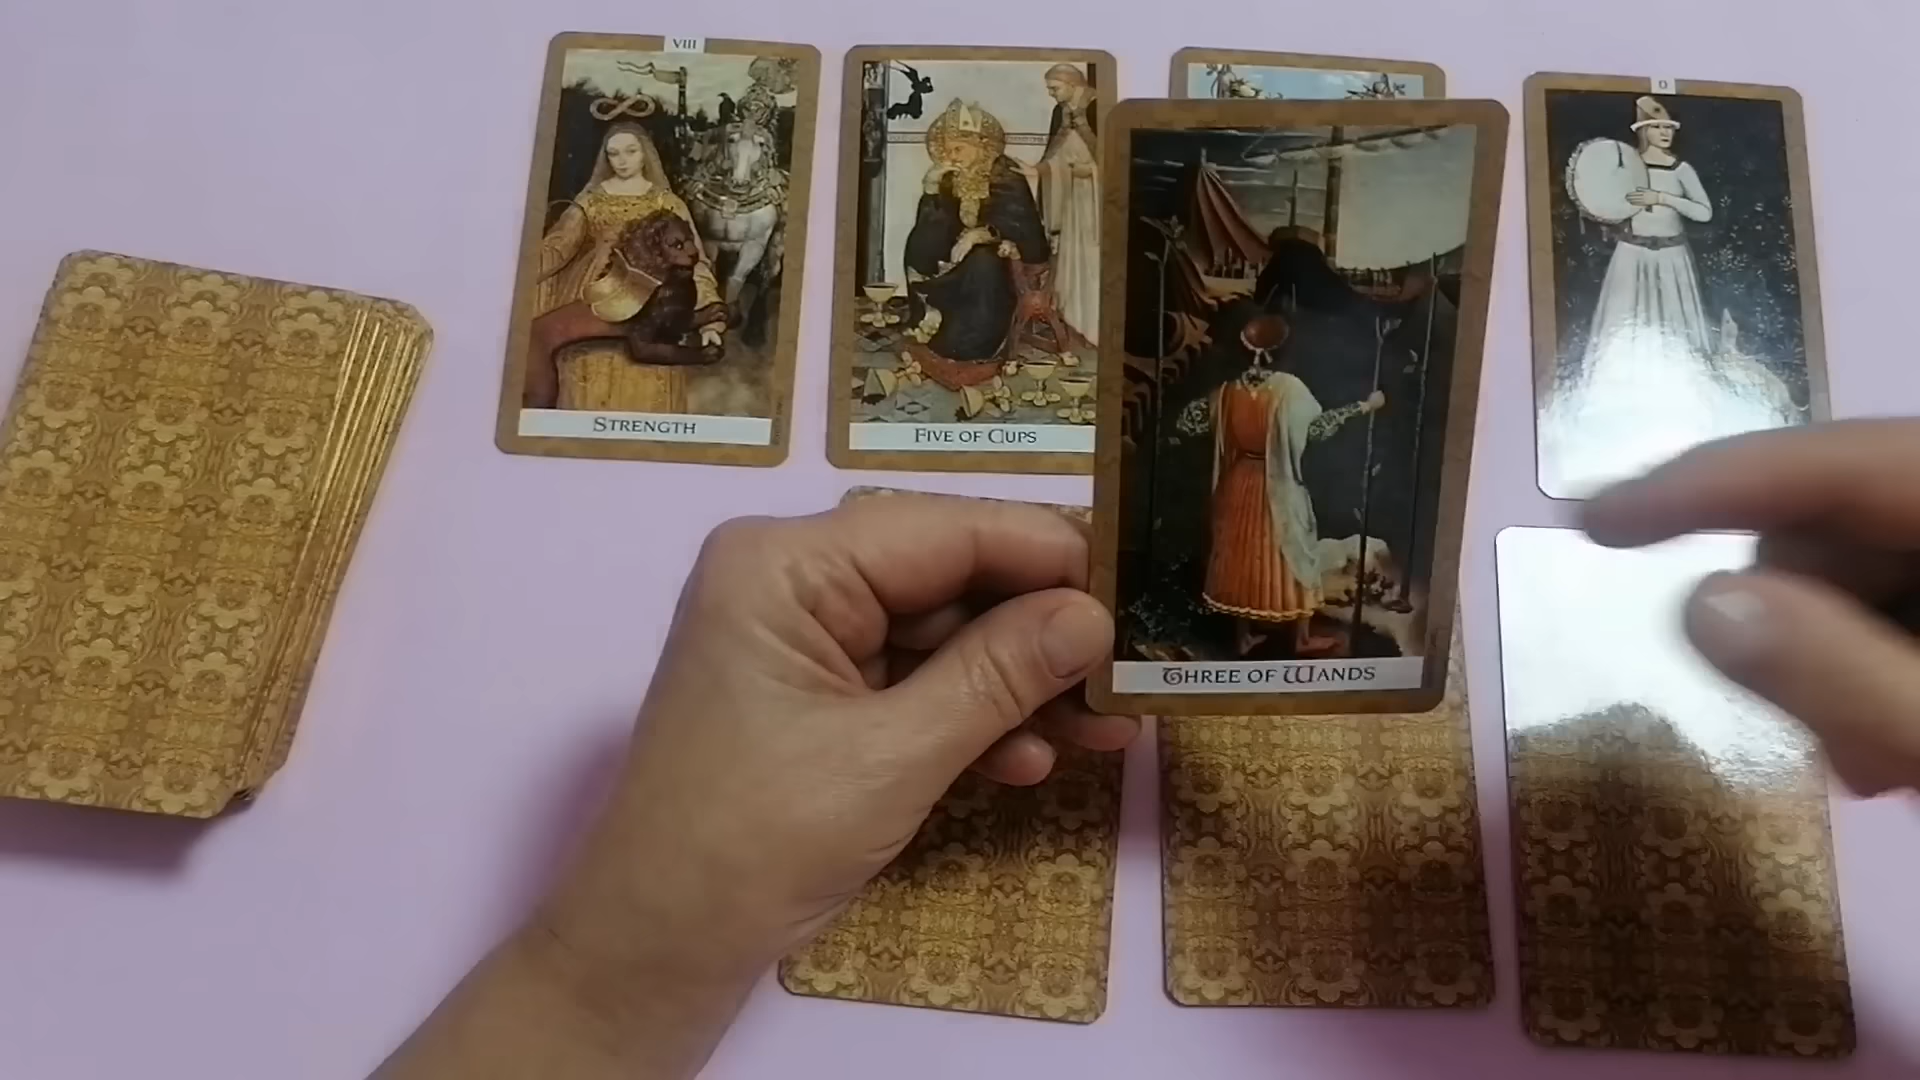 VIII
0
STRENGTH
FIVE OF CUPS
THREE OF WANDS